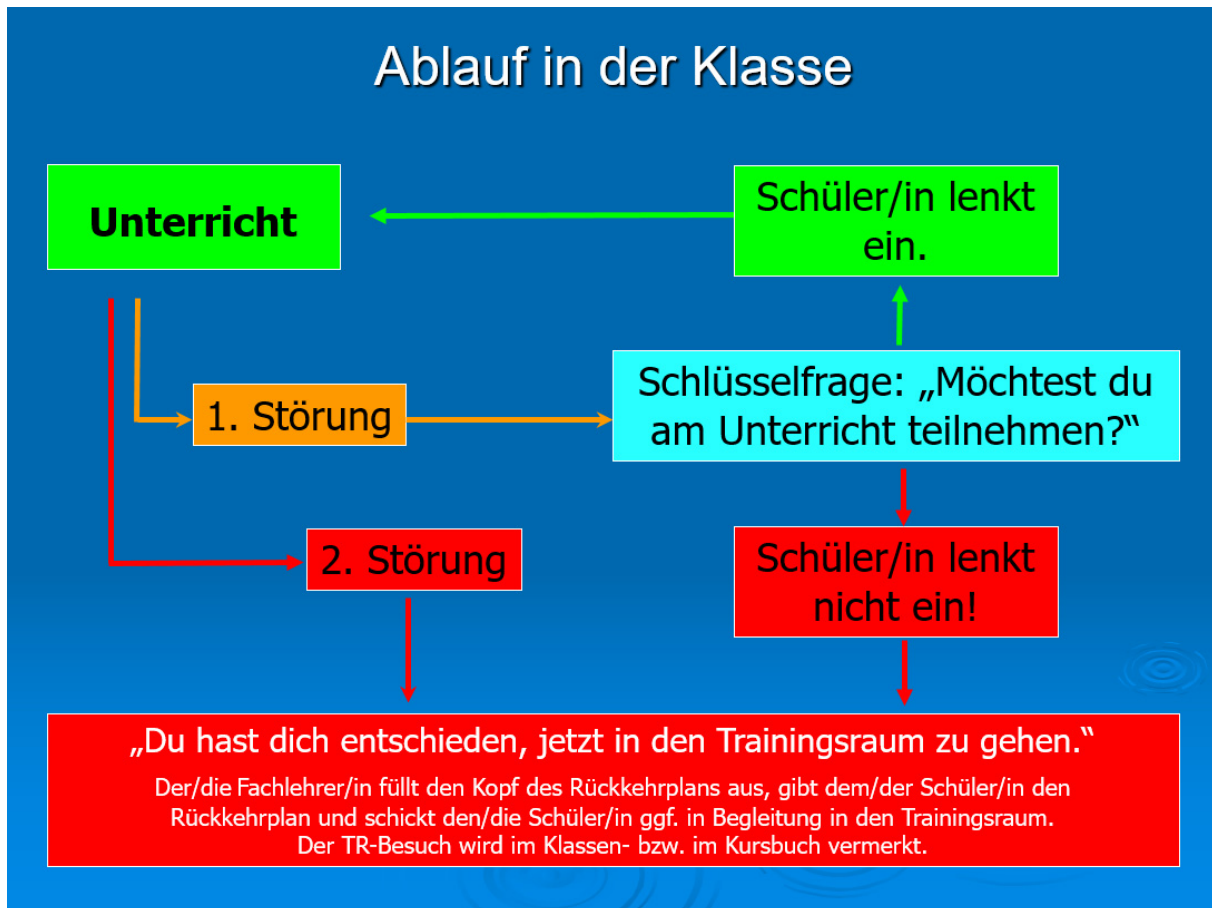 Ablauf in der Klasse
Unterricht
Schüler/in lenkt
ein.
Schlüsselfrage: „Möchtest du
am Unterricht teilnehmen?“
1. Störung
2. Störung
Schüler/in lenkt
nicht ein!
„Du hast dich entschieden, jetzt in den Trainingsraum zu gehen.“
Der/die Fachlehrer/in füllt den Kopf des Rückkehrplans aus, gibt dem/der Schüler/in den
Rückkehrplan und schickt den/die Schüler/in ggf. in Begleitung in den Trainingsraum.
Der TR-Besuch wird im Klassen- bzw. im Kursbuch vermerkt.